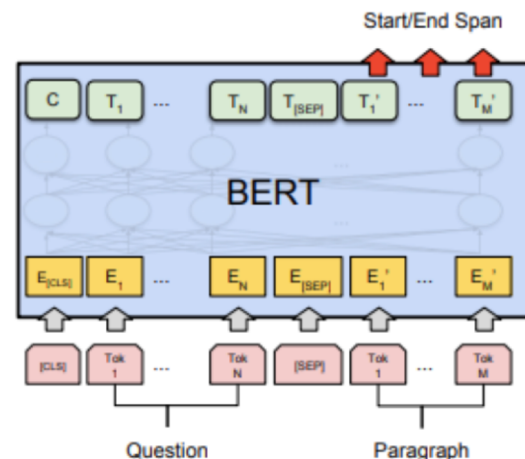 Start/End Span
C T1 ... TN T[SEP] T1' ... TM'
...
BERT
...
E[CLS] E1 ... EN E[SEP] E1' ... EM'
[CLS] Tok 1 ... Tok N [SEP] Tok 1 ... Tok M
Question Paragraph